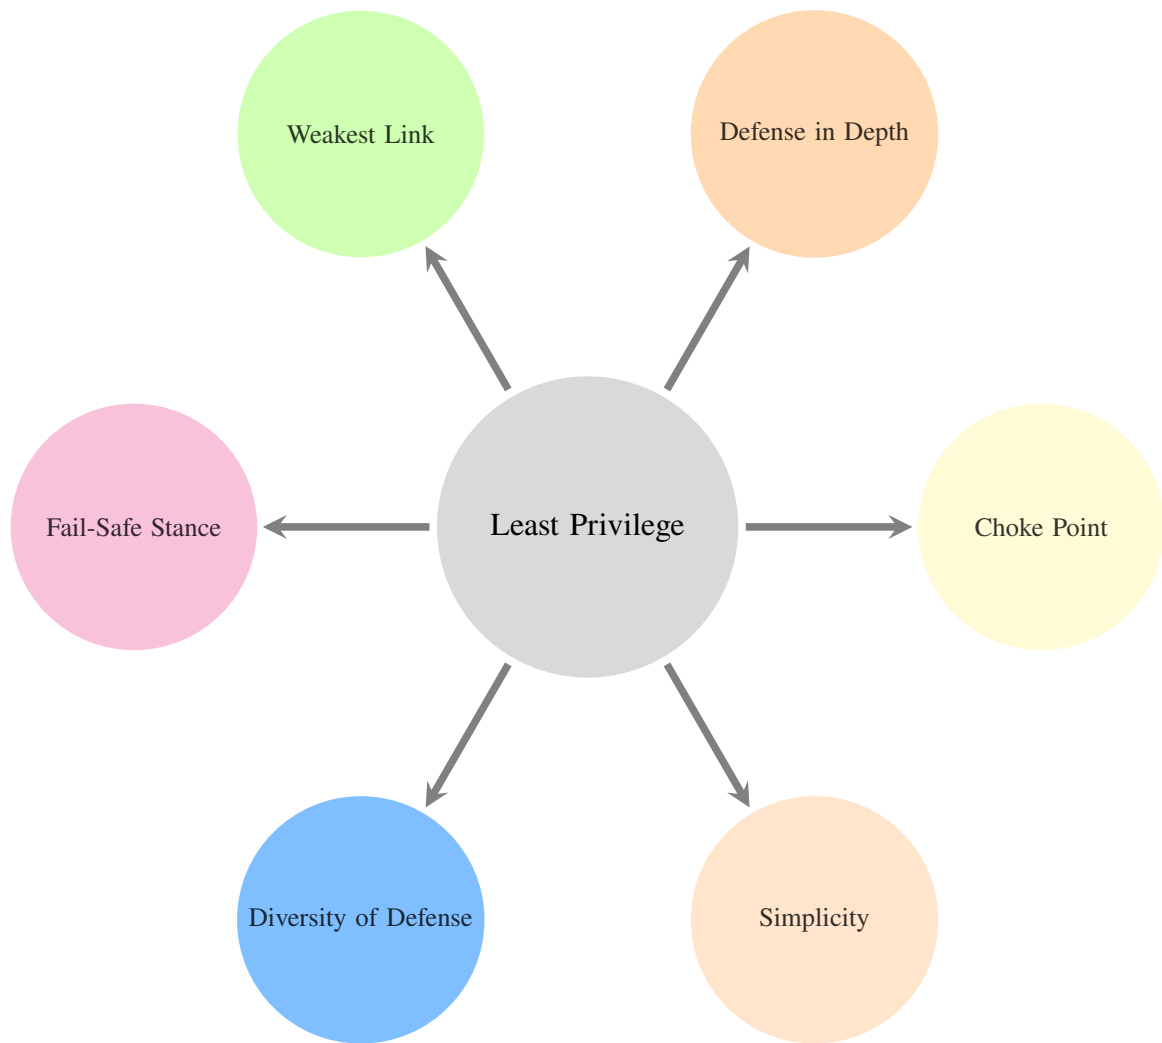 Weakest Link
Defense in Depth
Fail-Safe Stance
Least Privilege
Choke Point
Diversity of Defense
Simplicity